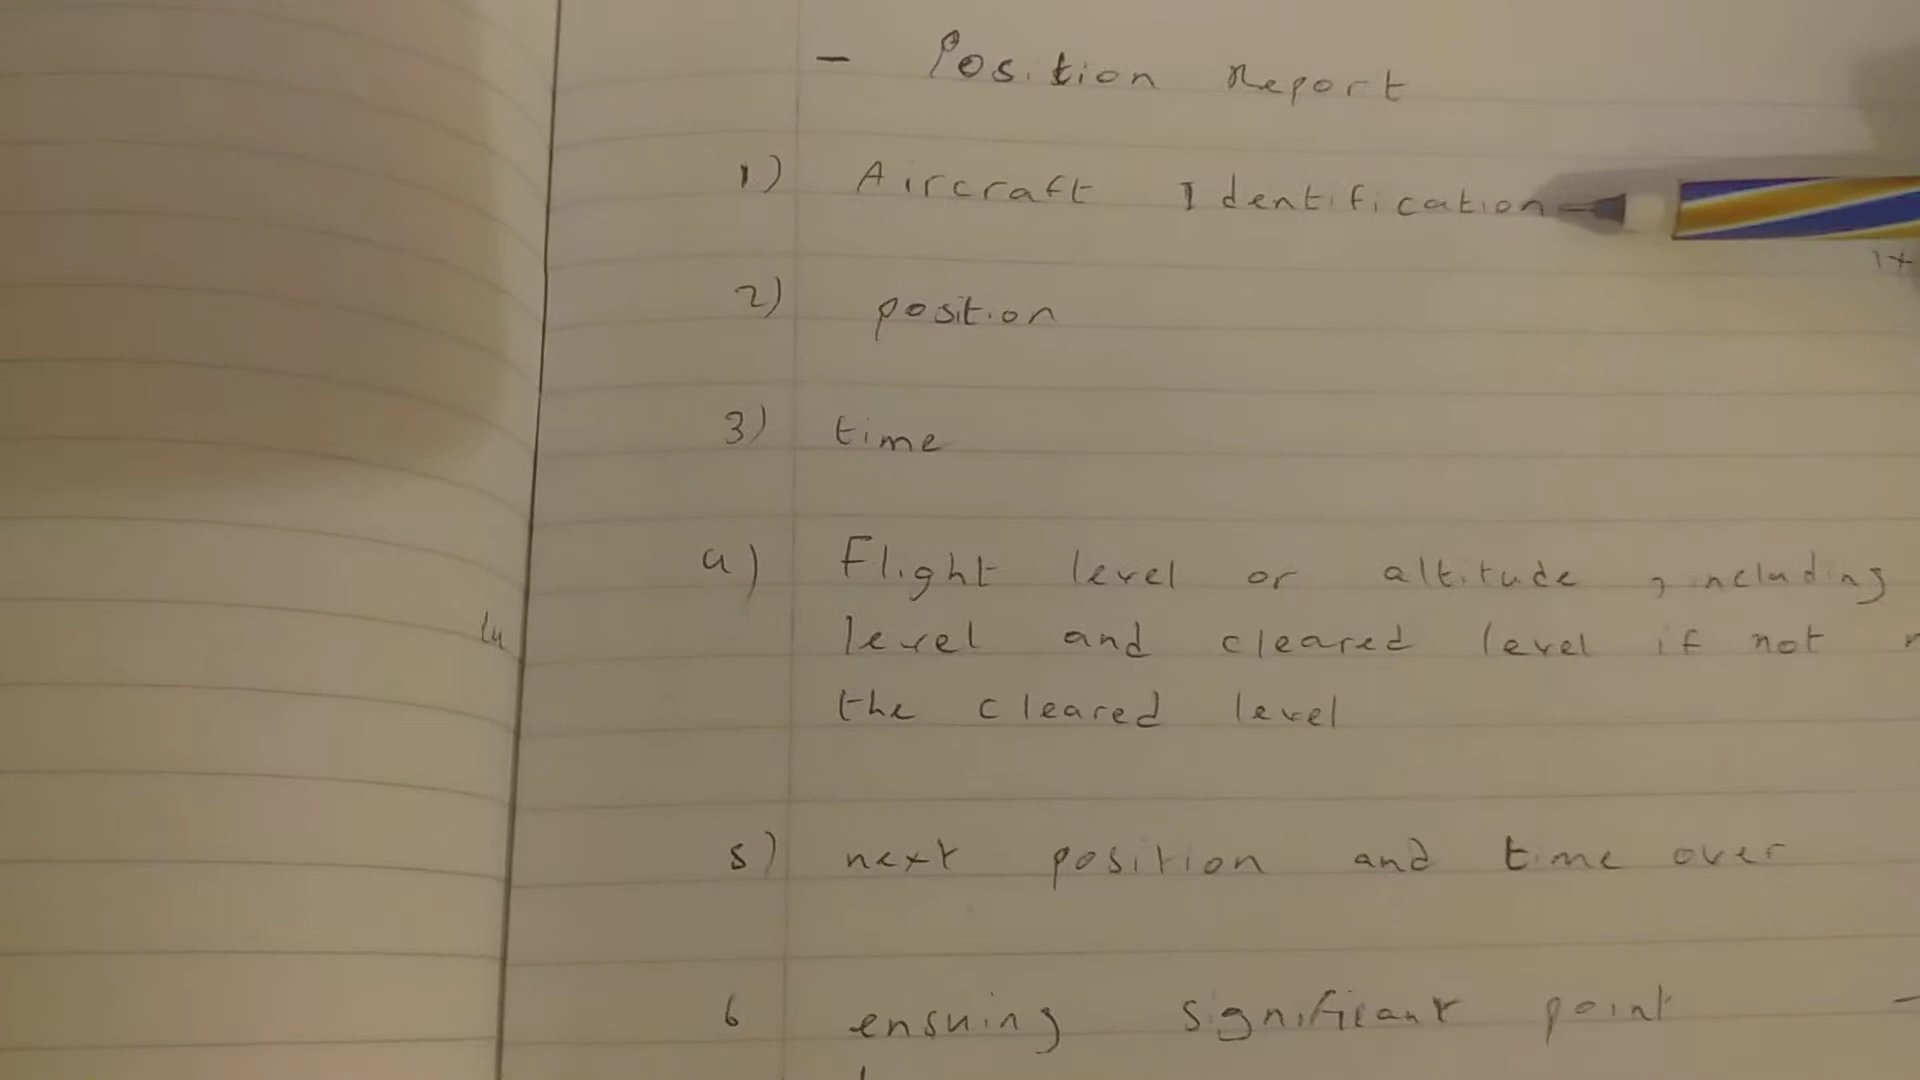 - Position Report
1) Aircraft Identification
2) position
3) time
4) Flight level or altitude, including
level and cleared level if not
the cleared level
5) next position and time over
6 ensuing significant point -